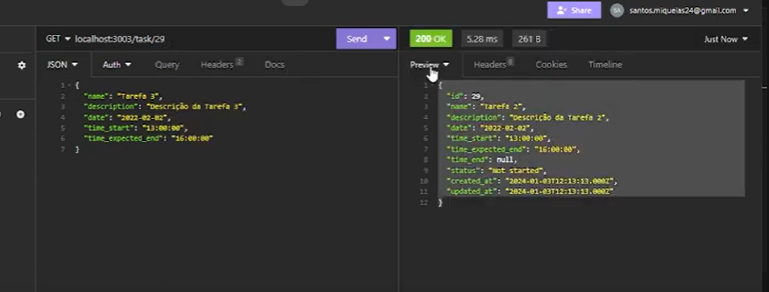 Share
SA
santos.miqueias24@gmail.com
GET localhost:3003/task/29
Send
200 OK
5.28 ms
261 B
Just Now
JSON
Auth
Query
Headers 2
Docs
Preview
Headers 8
Cookies
Timeline
1 {
2 "name": "Tarefa 3",
3 "description": "Descrição da Tarefa 3",
4 "date": "2022-02-02",
5 "time_start": "13:00:00",
6 "time_expected_end": "16:00:00"
7 }
1 {
2 "id": 29,
3 "name": "Tarefa 2",
4 "description": "Descrição da Tarefa 2",
5 "date": "2022-02-02",
6 "time_start": "13:00:00",
7 "time_expected_end": "16:00:00",
8 "time_end": null,
9 "status": "Not started",
10 "created_at": "2024-01-03T12:13:13.000Z",
11 "updated_at": "2024-01-03T12:13:13.000Z"
12 }